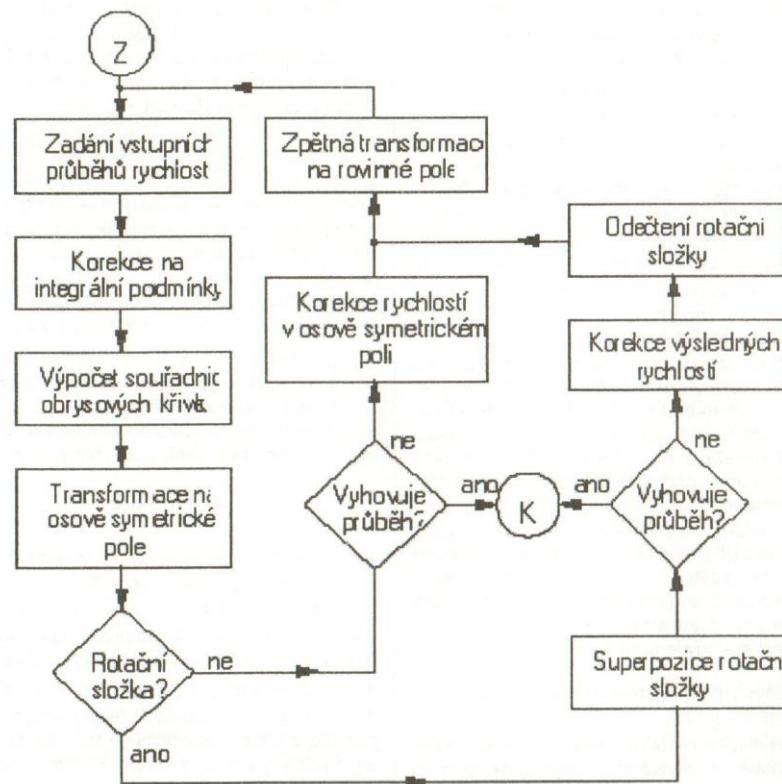 Z
Zadání vstupních
průběhů rychlost
Korekce na
integrální podmínky
Výpočet souřadnic
obrysových křivek
Transformace na
osově symetrické
pole
Rotační
složka?
ne
ano
Zpětná transformac
na rovinné pole
Korekce rychlostí
v osově symetrickém
poli
ne
Vyhovuje
průběh?
ano
K
ano
Odečtení rotační
složky
Korekce výsledných
rychlostí
ne
Vyhovuje
průběh?
Superpozice rotační
složky